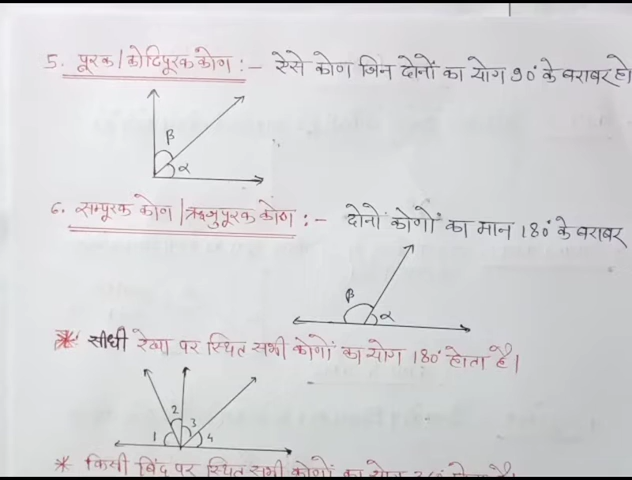 5. पूरक/कोटिपूरक कोण :- ऐसे कोण जिन दोनों का योग 90° के बराबर हो
β
α
6. सम्पूरक कोण/ऋजुपूरक कोण :- दोनों कोणों का मान 180° के बराबर
β
α
* सीधी रेखा पर स्थित सभी कोणों का योग 180° होता है।
1 2 3 4
* किसी बिंदु पर स्थित सभी कोणों का योग